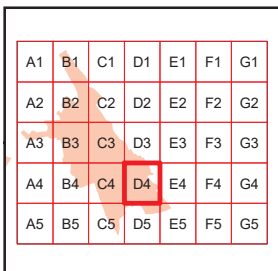 A1 B1 C1 D1 E1 F1 G1
A2 B2 C2 D2 E2 F2 G2
A3 B3 C3 D3 E3 F3 G3
A4 B4 C4 D4 E4 F4 G4
A5 B5 C5 D5 E5 F5 G5